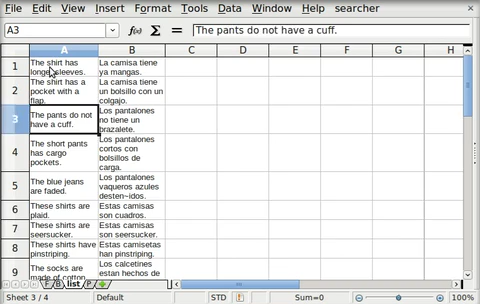 File Edit View Insert Format Tools Data Window Help searcher
A3 The pants do not have a cuff.
A B C D E F G H
1 The shirt has La camisa tiene
ya mangas.
2 The shirt has a La camisa tiene
pocket with a un bolsillo con un
flap. colgajo.
3 The pants do not Los pantalones
have a cuff. no tiene un
brazalete.
4 The short pants Los pantalones
has cargo cortos con
pockets. bolsillos de
carga.
5 The blue jeans Los pantalones
are faded. vaqueros azules
desten~idos.
6 These shirts are Estas camisas
plaid. son cuadros.
7 These shirts are Estas camisas
seersucker. son seersucker.
8 These shirts have Estas camisetas
pinstriping. han pinstriping.
9 The socks are Los calcetines
made of cotton estan hechos de
F B list P
Sheet 3 / 4 Default STD Sum=0 100%